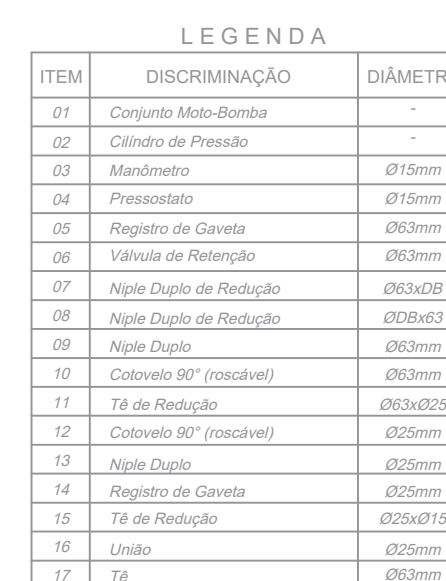 LEGENDA
ITEM DISCRIMINAÇÃO DIÂMETR
01 Conjunto Moto-Bomba -
02 Cilíndro de Pressão -
03 Manômetro Ø15mm
04 Pressostato Ø15mm
05 Registro de Gaveta Ø63mm
06 Válvula de Retenção Ø63mm
07 Niple Duplo de Redução Ø63xDB
08 Niple Duplo de Redução ØDBx63
09 Niple Duplo Ø63mm
10 Cotovelo 90° (roscável) Ø63mm
11 Tê de Redução Ø63xØ25
12 Cotovelo 90° (roscável) Ø25mm
13 Niple Duplo Ø25mm
14 Registro de Gaveta Ø25mm
15 Tê de Redução Ø25xØ15
16 União Ø25mm
17 Tê Ø63mm